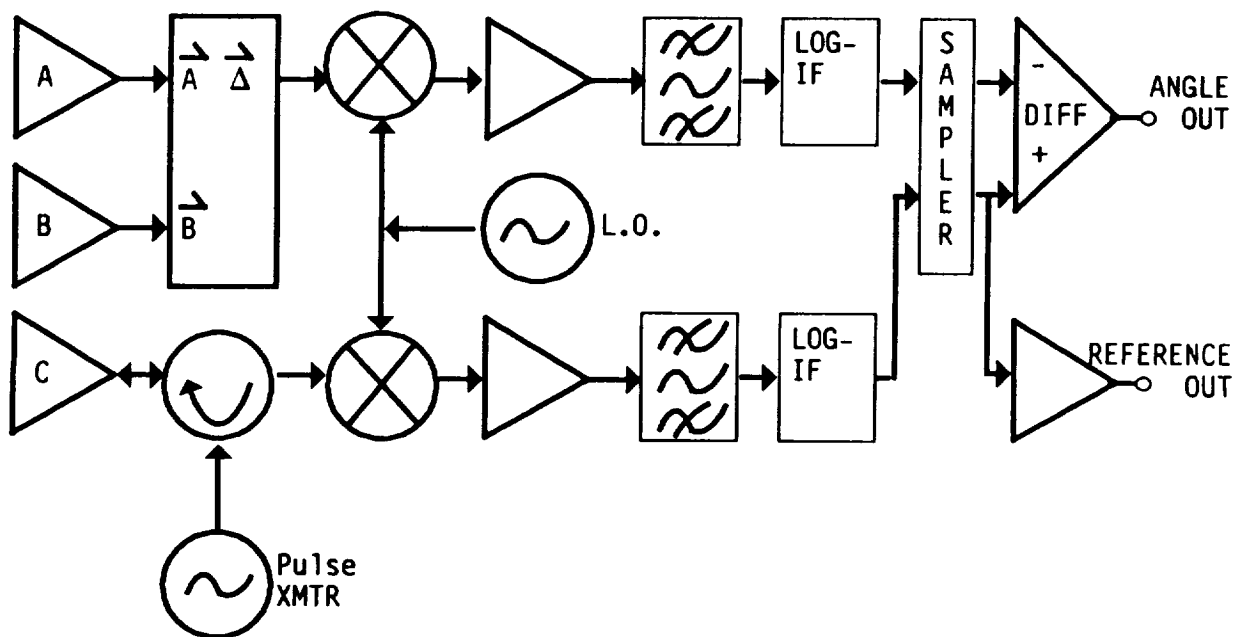 A
B
C
A Δ
B
LOG-
IF
S
A
M
P
L
E
R
-
DIFF
+
ANGLE
OUT
L.O.
LOG-
IF
REFERENCE
OUT
Pulse
XMTR